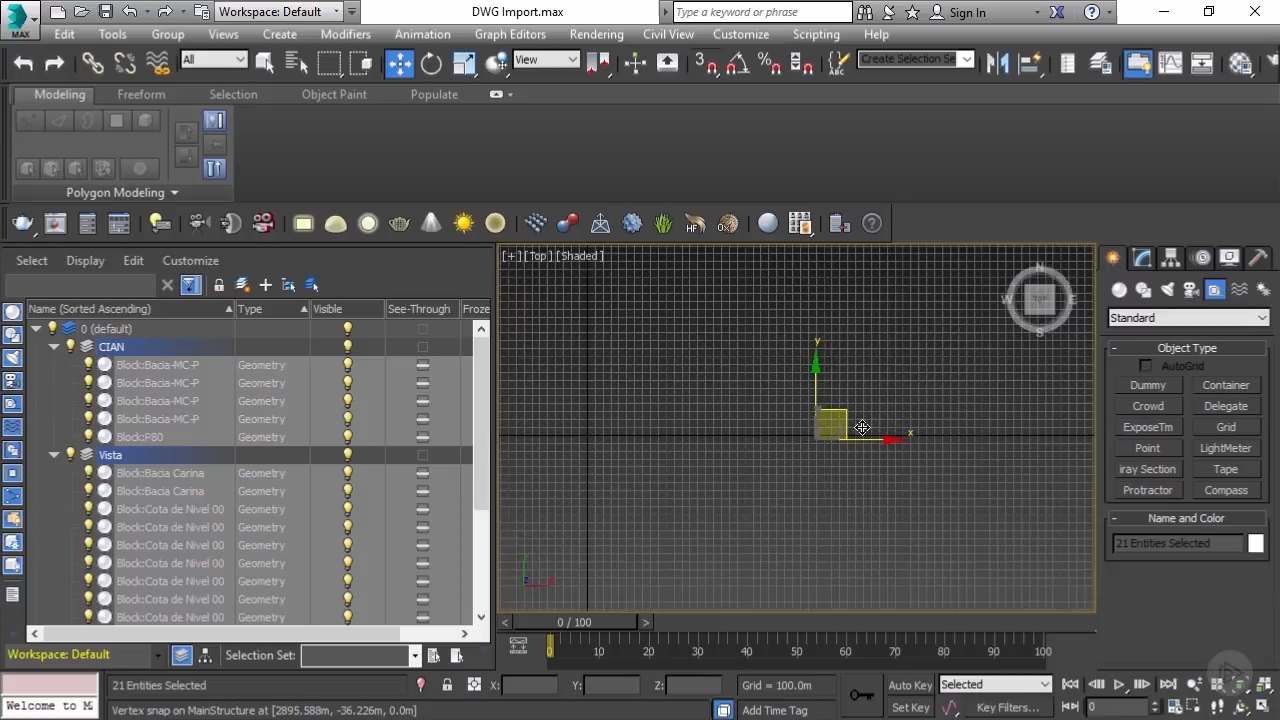 Workspace: Default
DWG Import.max
Type a keyword or phrase
Sign In
MAX
Edit Tools Group Views Create Modifiers Animation Graph Editors Rendering Civil View Customize Scripting Help
All
View
3
Create Selection Se
Modeling Freeform Selection Object Paint Populate
Polygon Modeling
HF
Select Display Edit Customize
Name (Sorted Ascending) Type Visible See-Through Froze
0 (default)
CIAN
Block:Bacia-MC-P Geometry
Block:Bacia-MC-P Geometry
Block:Bacia-MC-P Geometry
Block:Bacia-MC-P Geometry
Block:P80 Geometry
Vista
Block:Bacia Carina Geometry
Block:Bacia Carina Geometry
Block:Cota de Nivel 00 Geometry
Block:Cota de Nivel 00 Geometry
Block:Cota de Nivel 00 Geometry
Block:Cota de Nivel 00 Geometry
Block:Cota de Nivel 00 Geometry
Block:Cota de Nivel 00 Geometry
Block:Cota de Nivel 00 Geometry
Workspace: Default
Selection Set:
[+][Top][Shaded]
N
W TOP E
S
y
x
0 / 100
0 10 20 30 40 50 60 70 80 90 100
Standard
Object Type
AutoGrid
Dummy Container
Crowd Delegate
ExposeTm Grid
Point LightMeter
iray Section Tape
Protractor Compass
Name and Color
21 Entities Selected
21 Entities Selected
X: Y: Z: Grid = 100.0m
Auto Key Selected
Welcome to M
Vertex snap on MainStructure at [2895.588m, -36.226m, 0.0m]
Add Time Tag
Set Key Key Filters...
0